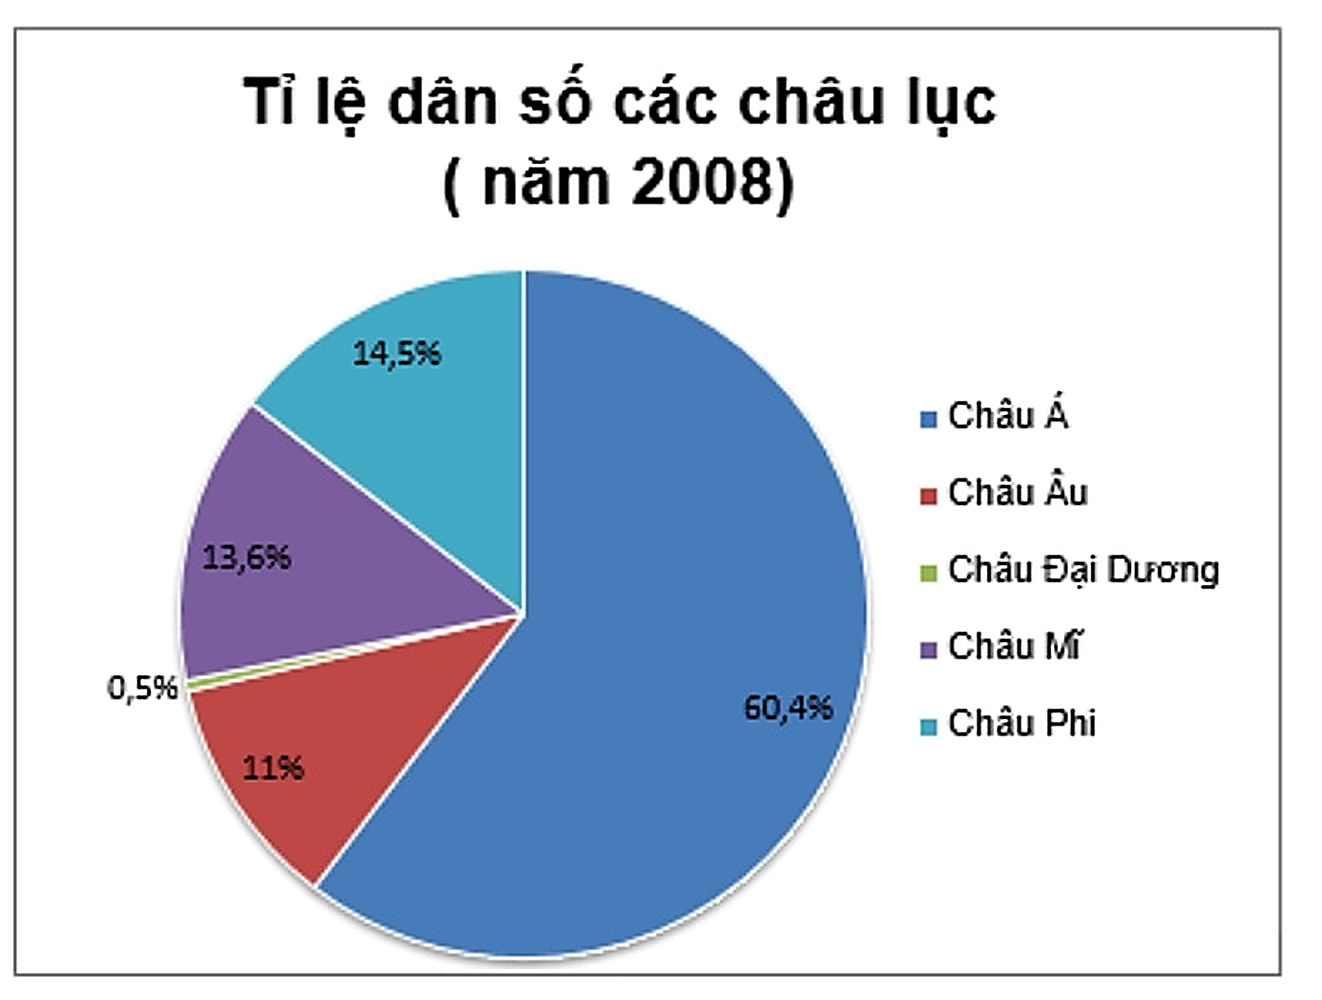 Tỉ lệ dân số các châu lục
( năm 2008)
14,5%
13,6%
0,5%
11%
60,4%
Châu Á
Châu Âu
Châu Đại Dương
Châu Mĩ
Châu Phi